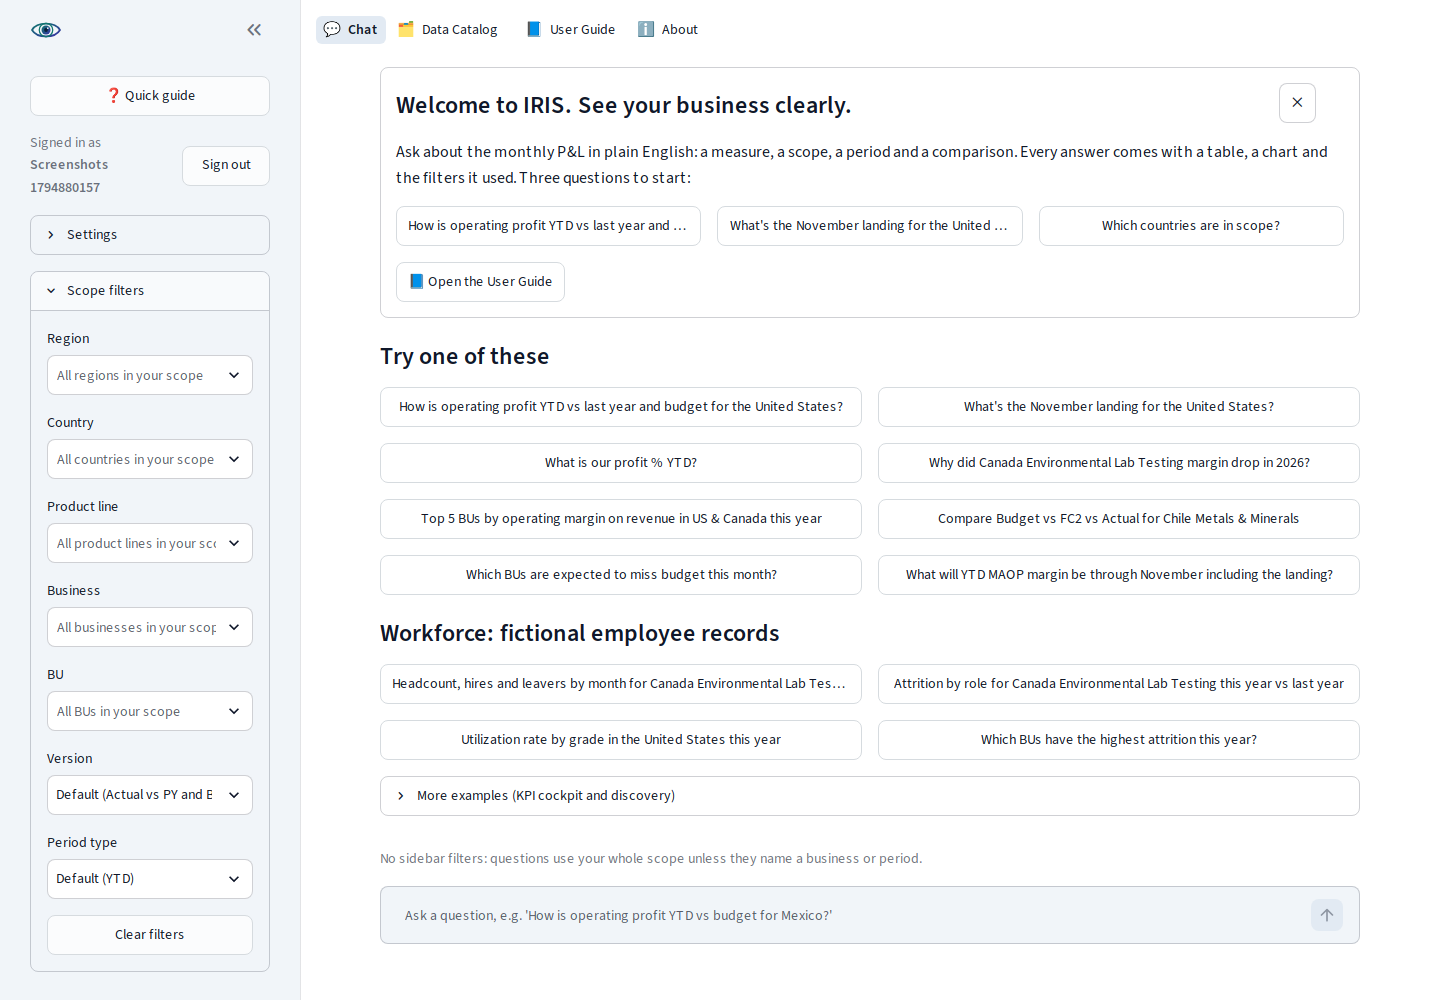 💬 Chat
🗂️ Data Catalog
📘 User Guide
ℹ️ About
❓ Quick guide
Signed in as
Screenshots
1794880157
Sign out
Settings
Scope filters
Region
All regions in your scope
Country
All countries in your scope
Product line
All product lines in your sco
Business
All businesses in your scop
BU
All BUs in your scope
Version
Default (Actual vs PY and B
Period type
Default (YTD)
Clear filters
Welcome to IRIS. See your business clearly.
Ask about the monthly P&L in plain English: a measure, a scope, a period and a comparison. Every answer comes with a table, a chart and
the filters it used. Three questions to start:
How is operating profit YTD vs last year and …
What's the November landing for the United …
Which countries are in scope?
📘 Open the User Guide
Try one of these
How is operating profit YTD vs last year and budget for the United States?
What's the November landing for the United States?
What is our profit % YTD?
Why did Canada Environmental Lab Testing margin drop in 2026?
Top 5 BUs by operating margin on revenue in US & Canada this year
Compare Budget vs FC2 vs Actual for Chile Metals & Minerals
Which BUs are expected to miss budget this month?
What will YTD MAOP margin be through November including the landing?
Workforce: fictional employee records
Headcount, hires and leavers by month for Canada Environmental Lab Tes…
Attrition by role for Canada Environmental Lab Testing this year vs last year
Utilization rate by grade in the United States this year
Which BUs have the highest attrition this year?
More examples (KPI cockpit and discovery)
No sidebar filters: questions use your whole scope unless they name a business or period.
Ask a question, e.g. 'How is operating profit YTD vs budget for Mexico?'